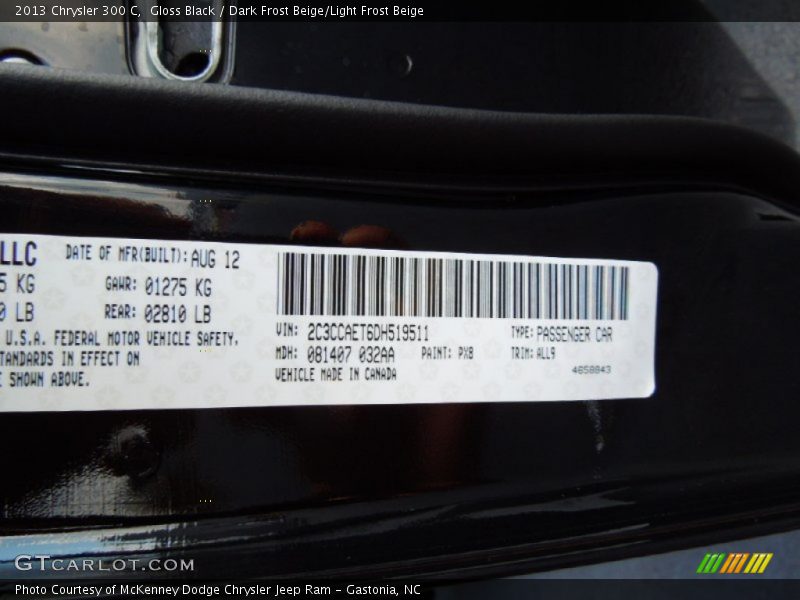 2013 Chrysler 300 C,  Gloss Black / Dark Frost Beige/Light Frost Beige
LLC DATE OF MFR(BUILT): AUG 12
5 KG GAWR: 01275 KG
0 LB REAR: 02810 LB
U.S.A. FEDERAL MOTOR VEHICLE SAFETY,
TANDARDS IN EFFECT ON
SHOWN ABOVE.
VIN: 2C3CCAET6DH519511 TYPE: PASSENGER CAR
MDH: 081407 032AA PAINT: PX8 TRIM: ALL9
VEHICLE MADE IN CANADA 4658843
GTCARLOT.COM
Photo Courtesy of McKenney Dodge Chrysler Jeep Ram – Gastonia, NC